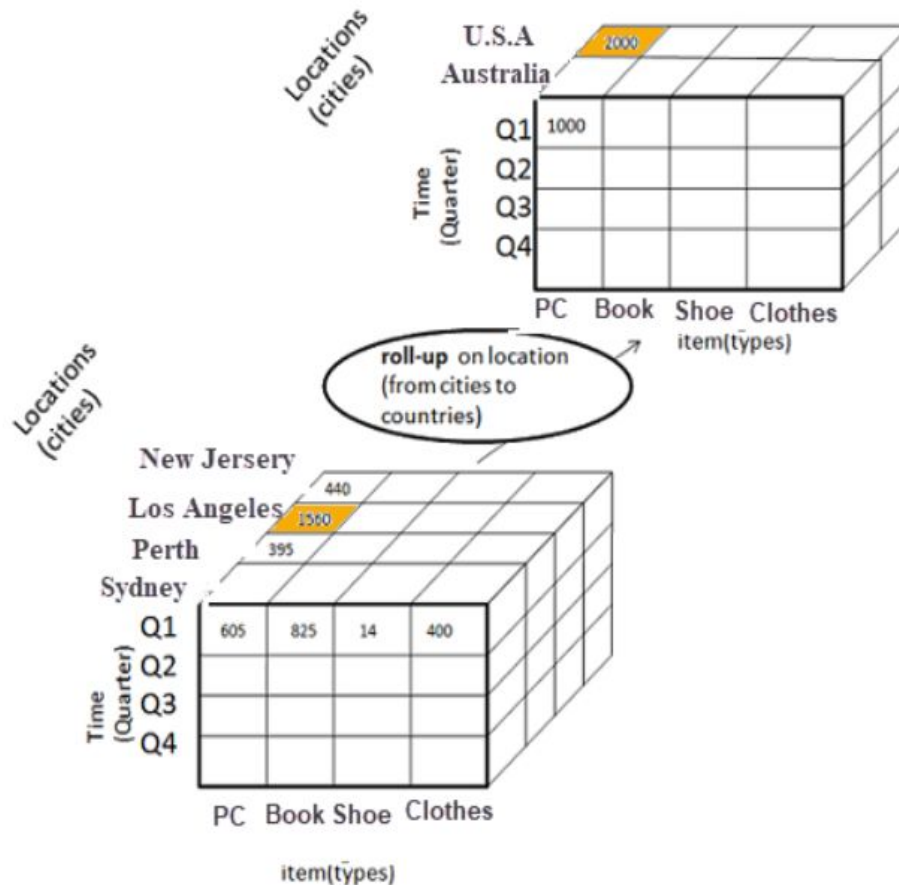 Locations
(cities)
U.S.A
2000
Australia
Q1
1000
Q2
Q3
Q4
Time
(Quarter)
PC Book Shoe Clothes
item(types)
roll-up on location
(from cities to
countries)
Locations
(cities)
New Jersery
440
Los Angeles
1560
Perth
395
Sydney
Q1
605 825 14 400
Q2
Q3
Q4
Time
(Quarter)
PC Book Shoe Clothes
item(types)